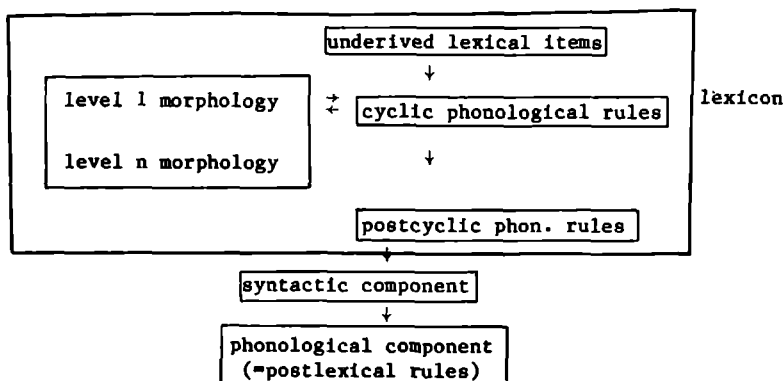 underived lexical items
↓
level 1 morphology → cyclic phonological rules lexicon
←
level n morphology ↓
postcyclic phon. rules
↓
syntactic component
↓
phonological component
(=postlexical rules)